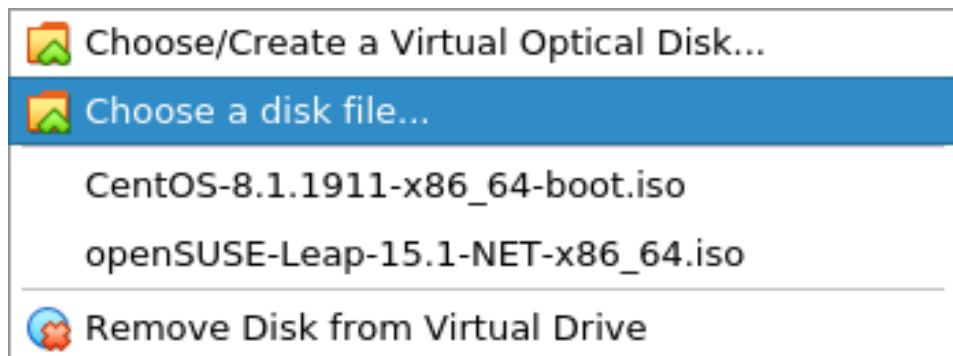 Choose/Create a Virtual Optical Disk...
Choose a disk file...
CentOS-8.1.1911-x86_64-boot.iso
openSUSE-Leap-15.1-NET-x86_64.iso
Remove Disk from Virtual Drive